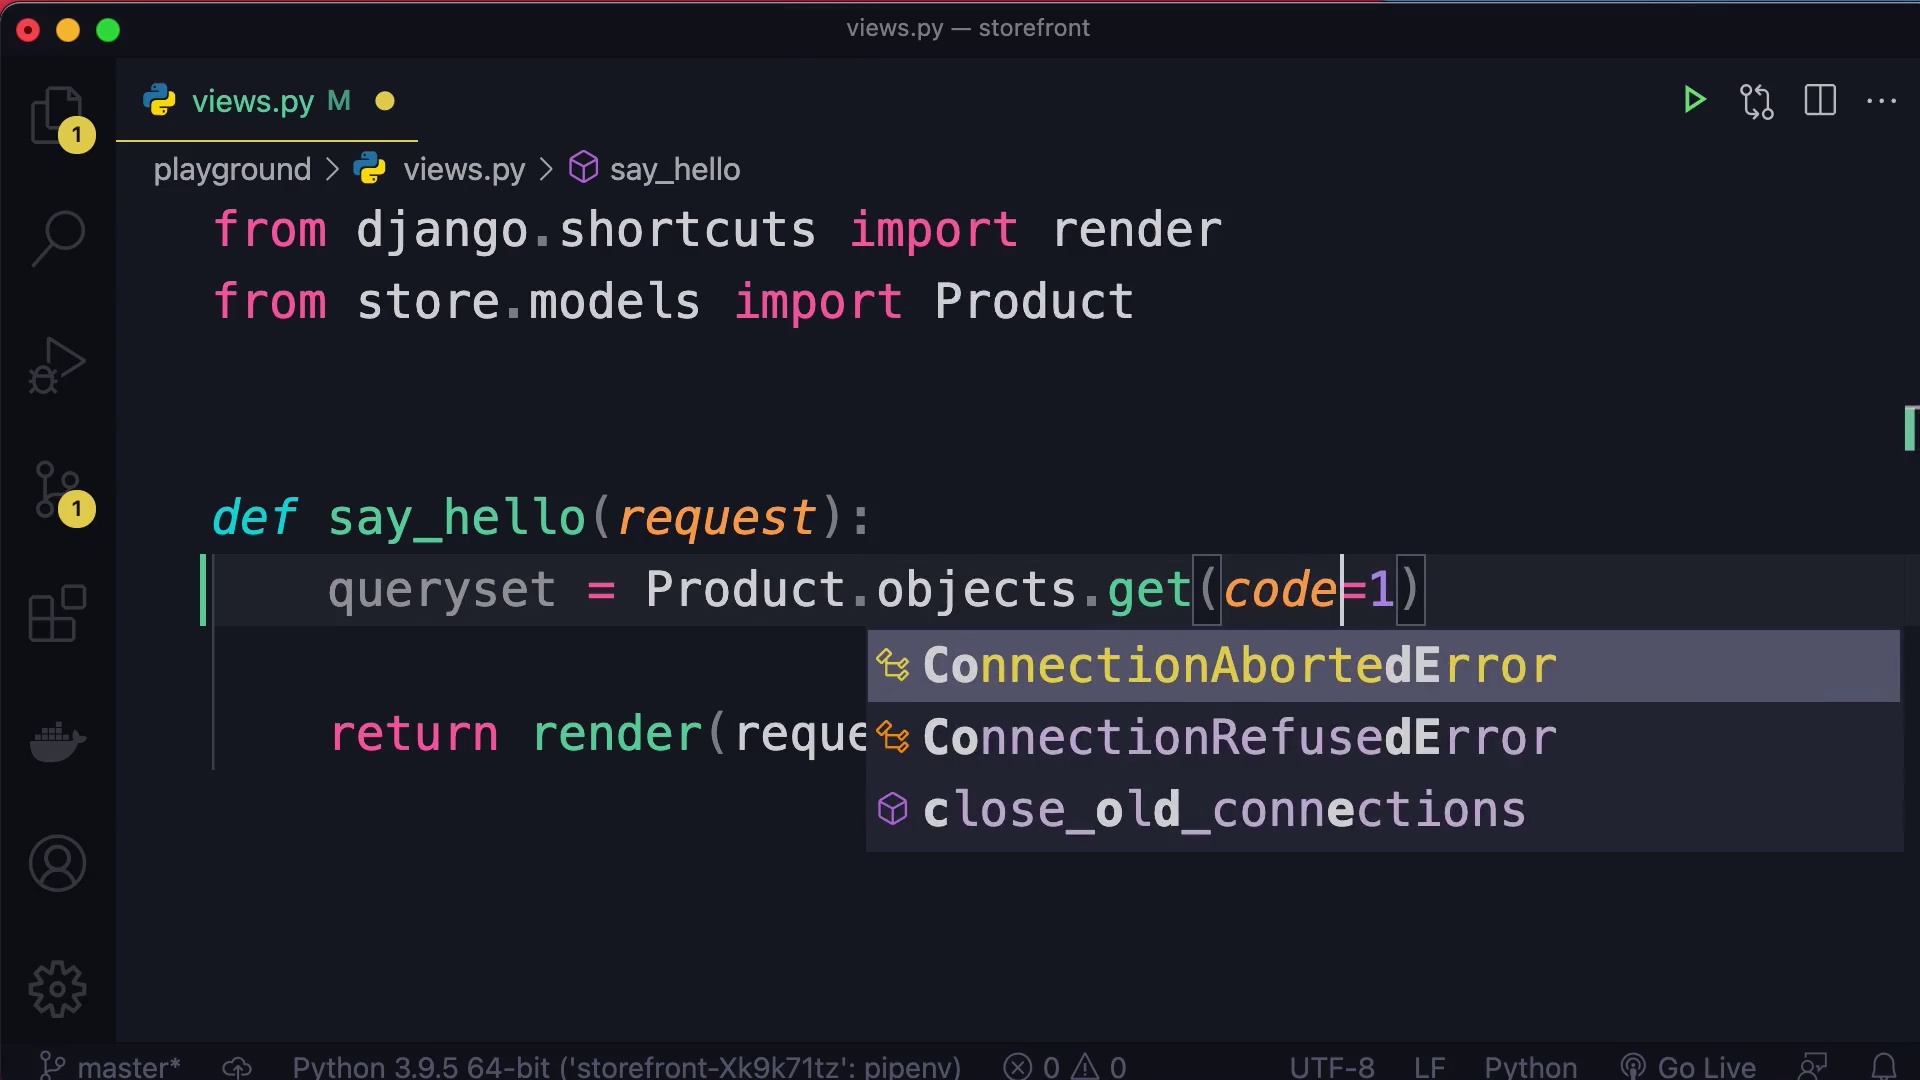 views.py — storefront
views.py M
1
playground > views.py > say_hello
from django.shortcuts import render
from store.models import Product
def say_hello(request):
1
queryset = Product.objects.get(code=1)
ConnectionAbortedError
return render(reque
ConnectionRefusedError
close_old_connections
master* Python 3.9.5 64-bit ('storefront-Xk9k71tz': pipenv) 0 0 UTF-8 LF Python Go Live